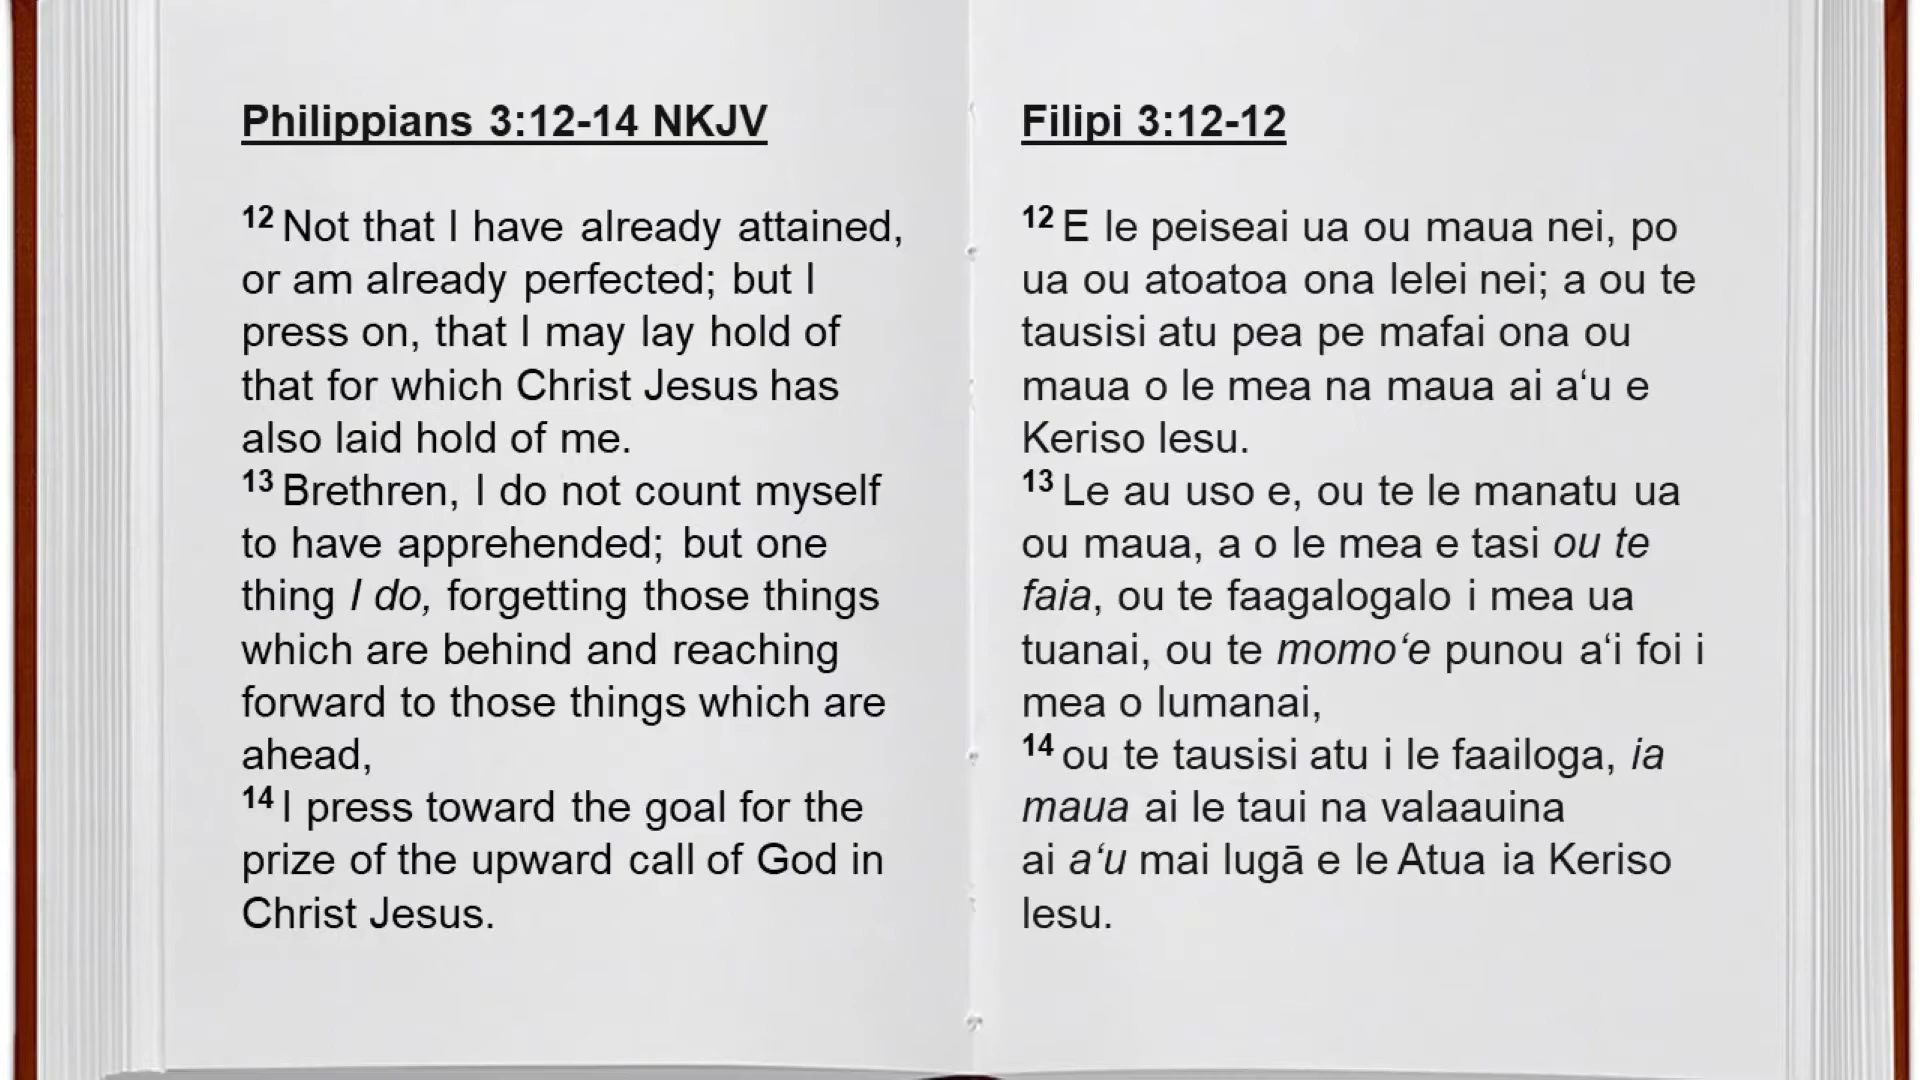 Philippians 3:12-14 NKJV
12 Not that I have already attained,
or am already perfected; but I
press on, that I may lay hold of
that for which Christ Jesus has
also laid hold of me.
13 Brethren, I do not count myself
to have apprehended; but one
thing I do, forgetting those things
which are behind and reaching
forward to those things which are
ahead,
14 I press toward the goal for the
prize of the upward call of God in
Christ Jesus.
Filipi 3:12-12
12 E le peiseai ua ou maua nei, po
ua ou atoatoa ona lelei nei; a ou te
tausisi atu pea pe mafai ona ou
maua o le mea na maua ai a‘u e
Keriso Iesu.
13 Le au uso e, ou te le manatu ua
ou maua, a o le mea e tasi ou te
faia, ou te faagalogalo i mea ua
tuanai, ou te momo‘e punou a‘i foi i
mea o lumanai,
14 ou te tausisi atu i le faailoga, ia
maua ai le taui na valaauina
ai a‘u mai lugā e le Atua ia Keriso
Iesu.